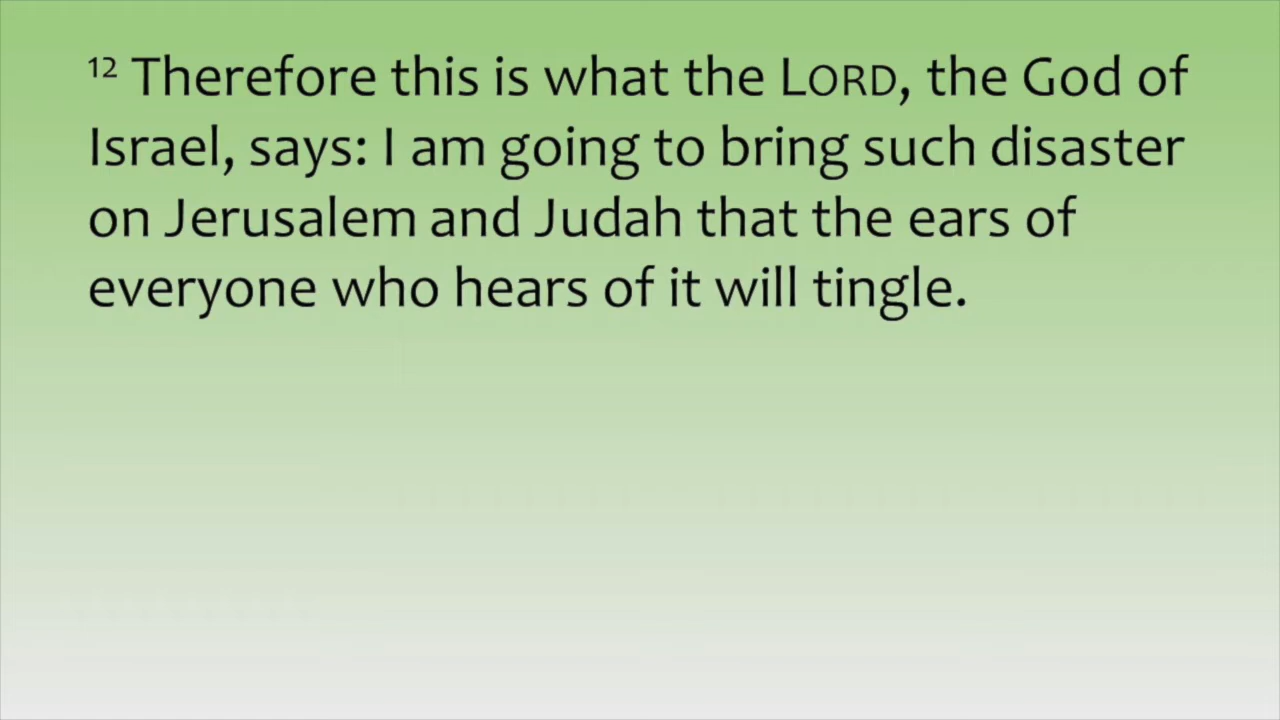 12 Therefore this is what the LORD, the God of
Israel, says: I am going to bring such disaster
on Jerusalem and Judah that the ears of
everyone who hears of it will tingle.